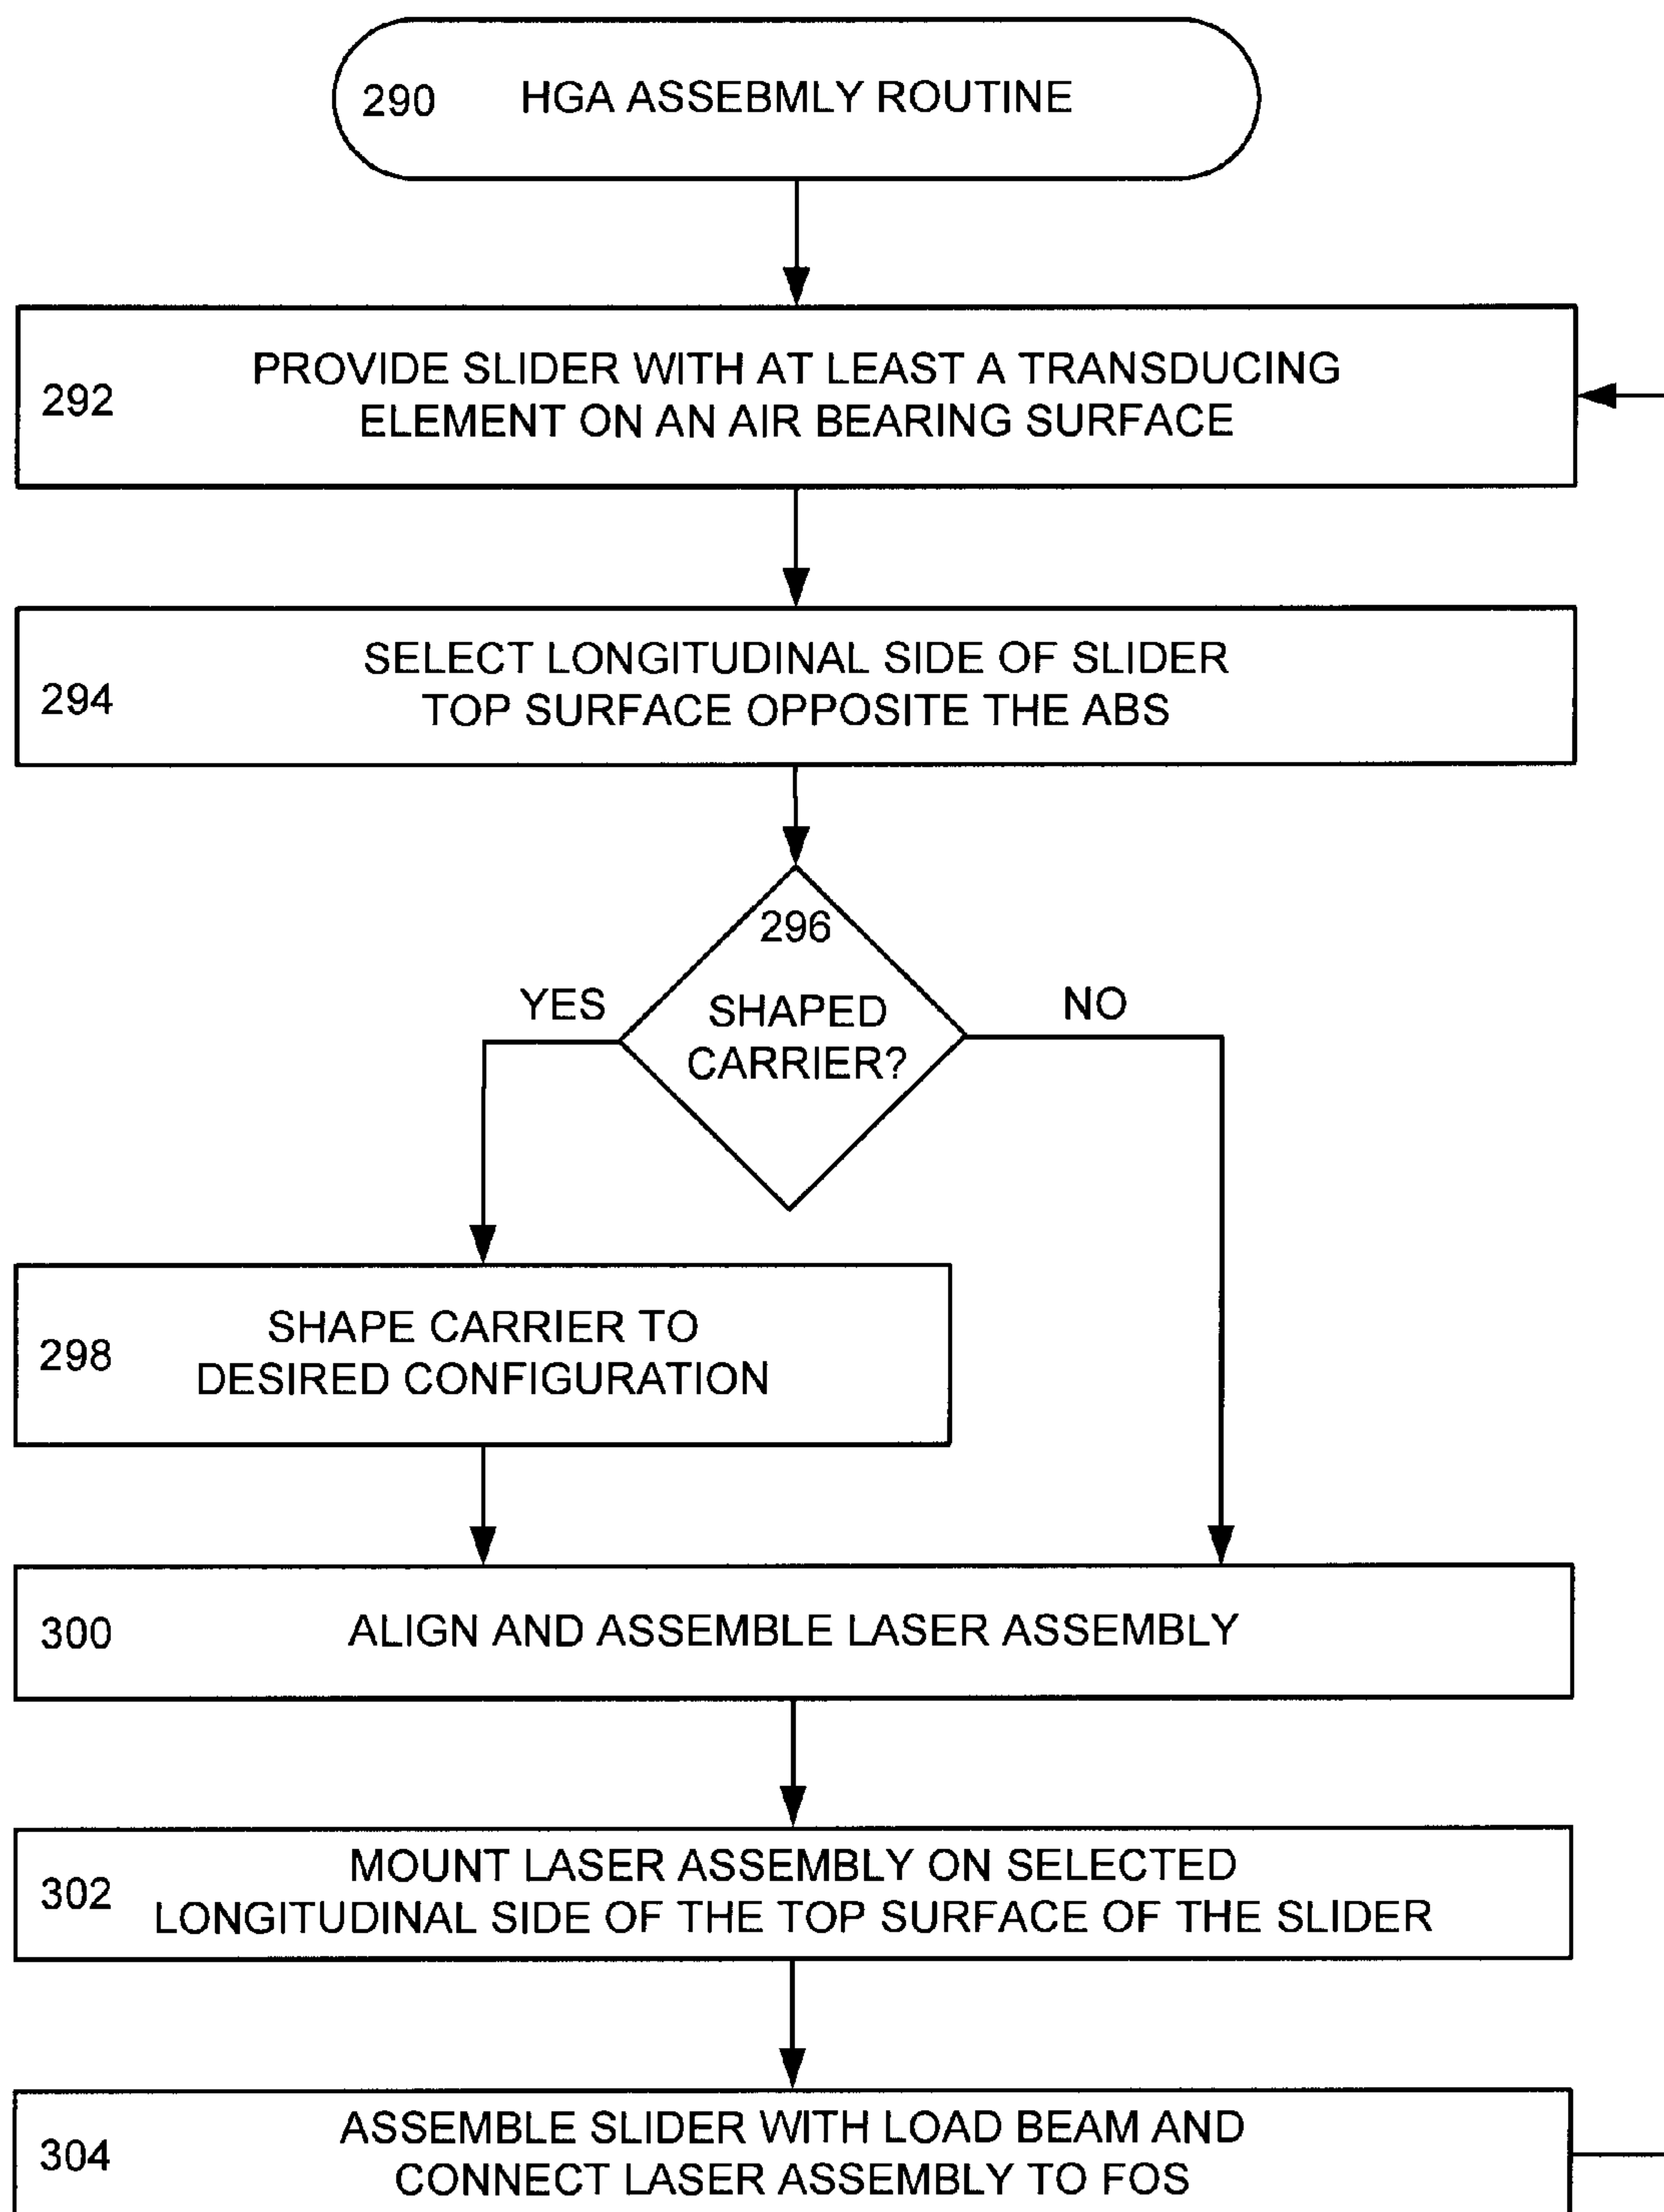 290 HGA ASSEBMLY ROUTINE
292 PROVIDE SLIDER WITH AT LEAST A TRANSDUCING
ELEMENT ON AN AIR BEARING SURFACE
294 SELECT LONGITUDINAL SIDE OF SLIDER
TOP SURFACE OPPOSITE THE ABS
296
SHAPED
CARRIER?
YES
NO
298 SHAPE CARRIER TO
DESIRED CONFIGURATION
300 ALIGN AND ASSEMBLE LASER ASSEMBLY
302 MOUNT LASER ASSEMBLY ON SELECTED
LONGITUDINAL SIDE OF THE TOP SURFACE OF THE SLIDER
304 ASSEMBLE SLIDER WITH LOAD BEAM AND
CONNECT LASER ASSEMBLY TO FOS